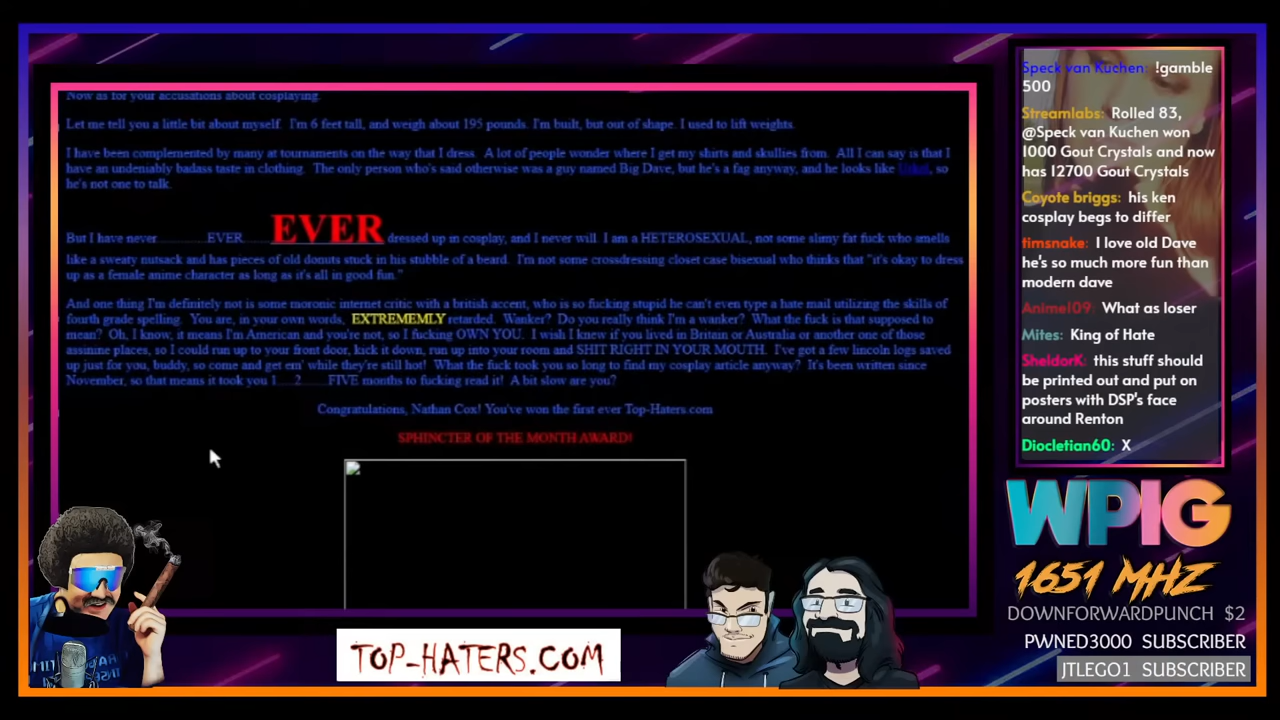 Now as for your accusations about cosplaying.
Let me tell you a little bit about myself. I'm 6 feet tall, and weigh about 195 pounds. I'm built, but out of shape. I used to lift weights.
I have been complemented by many at tournaments on the way that I dress. A lot of people wonder where I get my shirts and skullies from. All I can say is that I
have an undeniably badass taste in clothing. The only person who's said otherwise was a guy named Big Dave, but he's a fag anyway, and he looks like , so
he's not one to talk.
But I have never..............EVER...... EVER dressed up in cosplay, and I never will. I am a HETEROSEXUAL, not some slimy fat fuck who smells
like a sweaty nutsack and has pieces of old donuts stuck in his stubble of a beard. I'm not some crossdressing closet case bisexual who thinks that "it's okay to dress
up as a female anime character as long as it's all in good fun."
And one thing I'm definitely not is some moronic internet critic with a british accent, who is so fucking stupid he can't even type a hate mail utilizing the skills of
fourth grade spelling. You are, in your own words, EXTREMEMLY retarded. Wanker? Do you really think I'm a wanker? What the fuck is that supposed to
mean? Oh, I know, it means I'm American and you're not, so I fucking OWN YOU. I wish I knew if you lived in Britain or Australia or another one of those
assinine places, so I could run up to your front door, kick it down, run up into your room and SHIT RIGHT IN YOUR MOUTH. I've got a few lincoln logs saved
up just for you, buddy, so come and get em' while they're still hot! What the fuck took you so long to find my cosplay article anyway? It's been written since
November, so that means it took you 1.....2........FIVE months to fucking read it! A bit slow are you?
Congratulations, Nathan Cox! You've won the first ever Top-Haters.com
SPHINCTER OF THE MONTH AWARD!
TOP-HATERS.COM
Speck van Kuchen: !gamble
500
Streamlabs: Rolled 83,
@Speck van Kuchen won
1000 Gout Crystals and now
has 12700 Gout Crystals
Coyote briggs: his ken
cosplay begs to differ
timsnake: I love old Dave
he's so much more fun than
modern dave
Anime109: What as loser
Mites: King of Hate
SheldorK: this stuff should
be printed out and put on
posters with DSP's face
around Renton
Diocletian60: X
WPIG
1651 MHZ
DOWNFORWARDPUNCH $2
PWNED3000 SUBSCRIBER
JTLEGO1 SUBSCRIBER